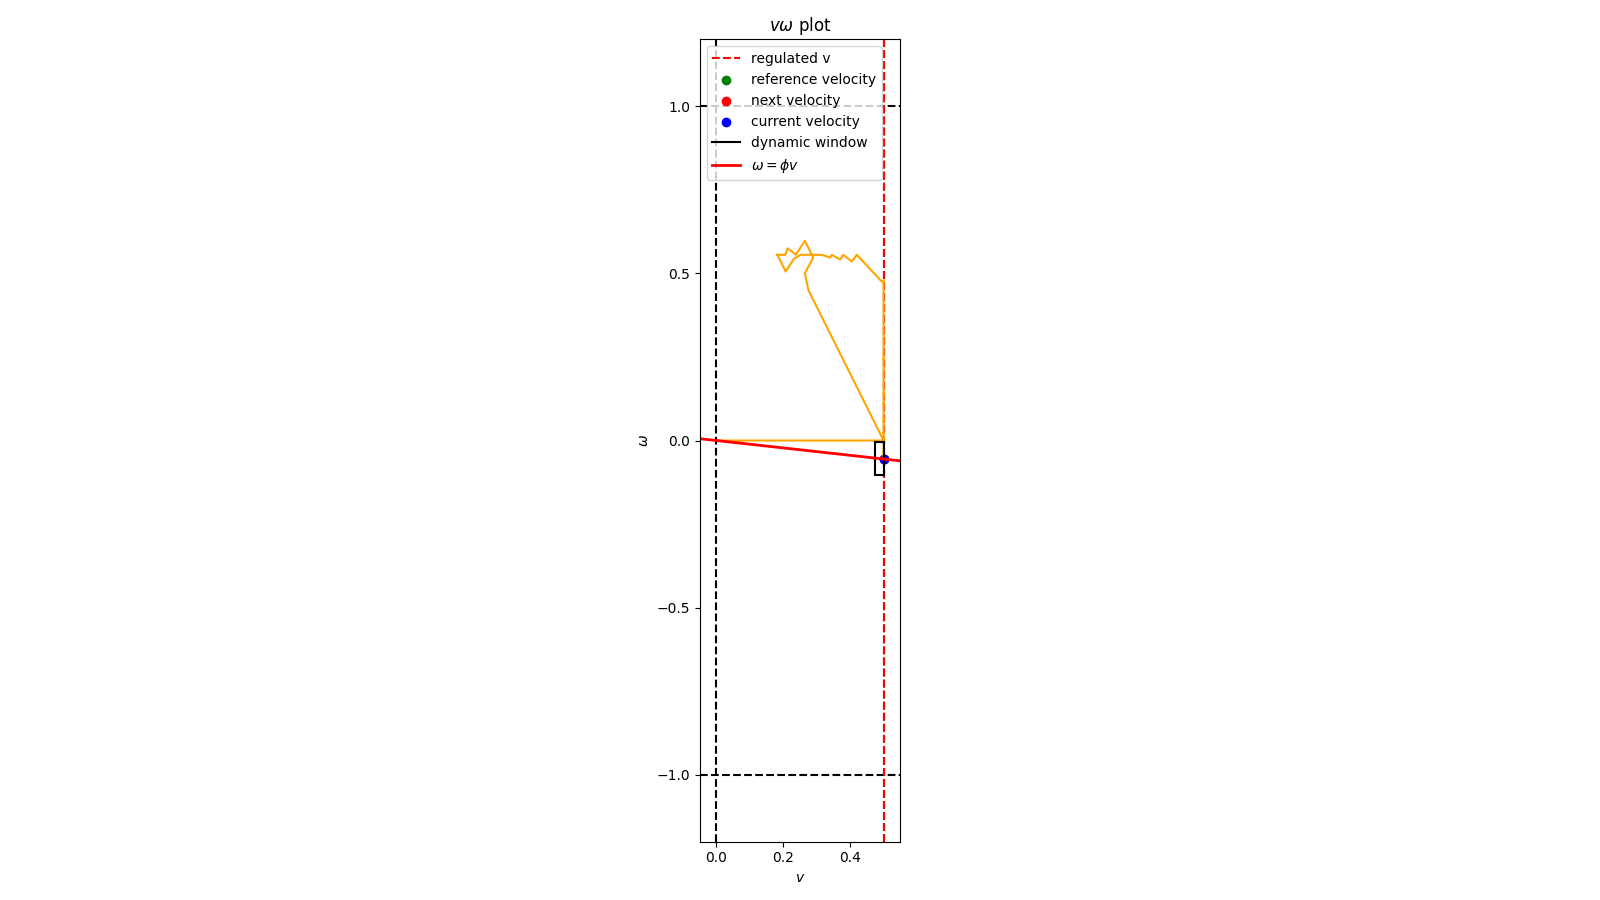 vω plot
regulated v
reference velocity
next velocity
current velocity
dynamic window
ω = ϕv
1.0
0.5
0.0
−0.5
−1.0
ω
0.0 0.2 0.4
v